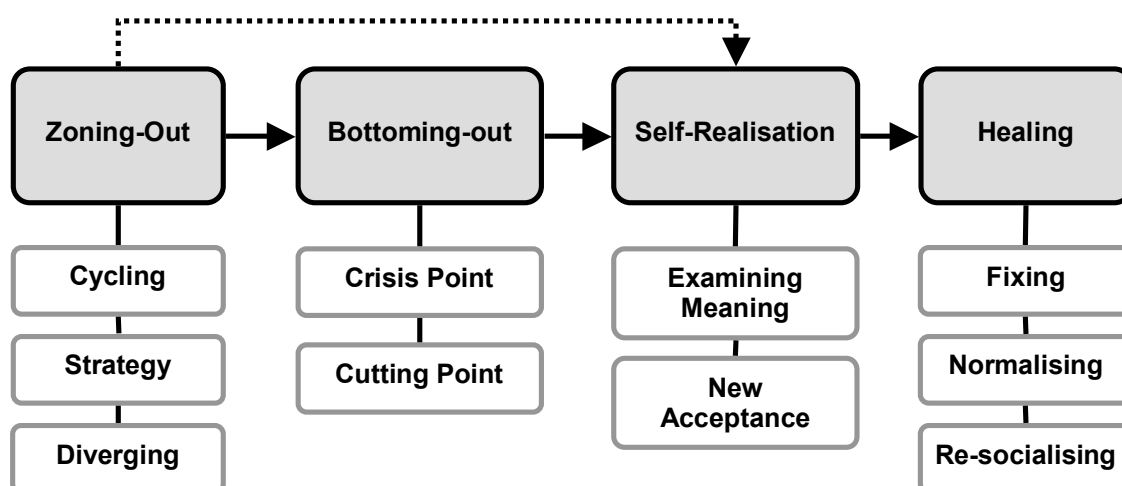 Zoning-Out
Bottoming-out
Self-Realisation
Healing
Cycling
Strategy
Diverging
Crisis Point
Cutting Point
Examining
Meaning
New
Acceptance
Fixing
Normalising
Re-socialising